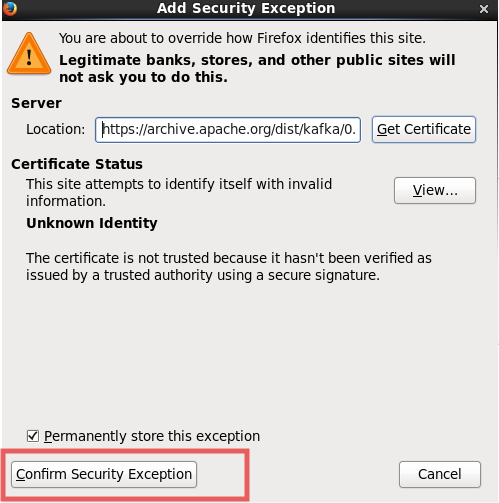 Add Security Exception
You are about to override how Firefox identifies this site.
Legitimate banks, stores, and other public sites will
not ask you to do this.
Server
Location: https://archive.apache.org/dist/kafka/0. Get Certificate
Certificate Status
This site attempts to identify itself with invalid
information.
View...
Unknown Identity
The certificate is not trusted because it hasn't been verified as
issued by a trusted authority using a secure signature.
Permanently store this exception
Confirm Security Exception Cancel